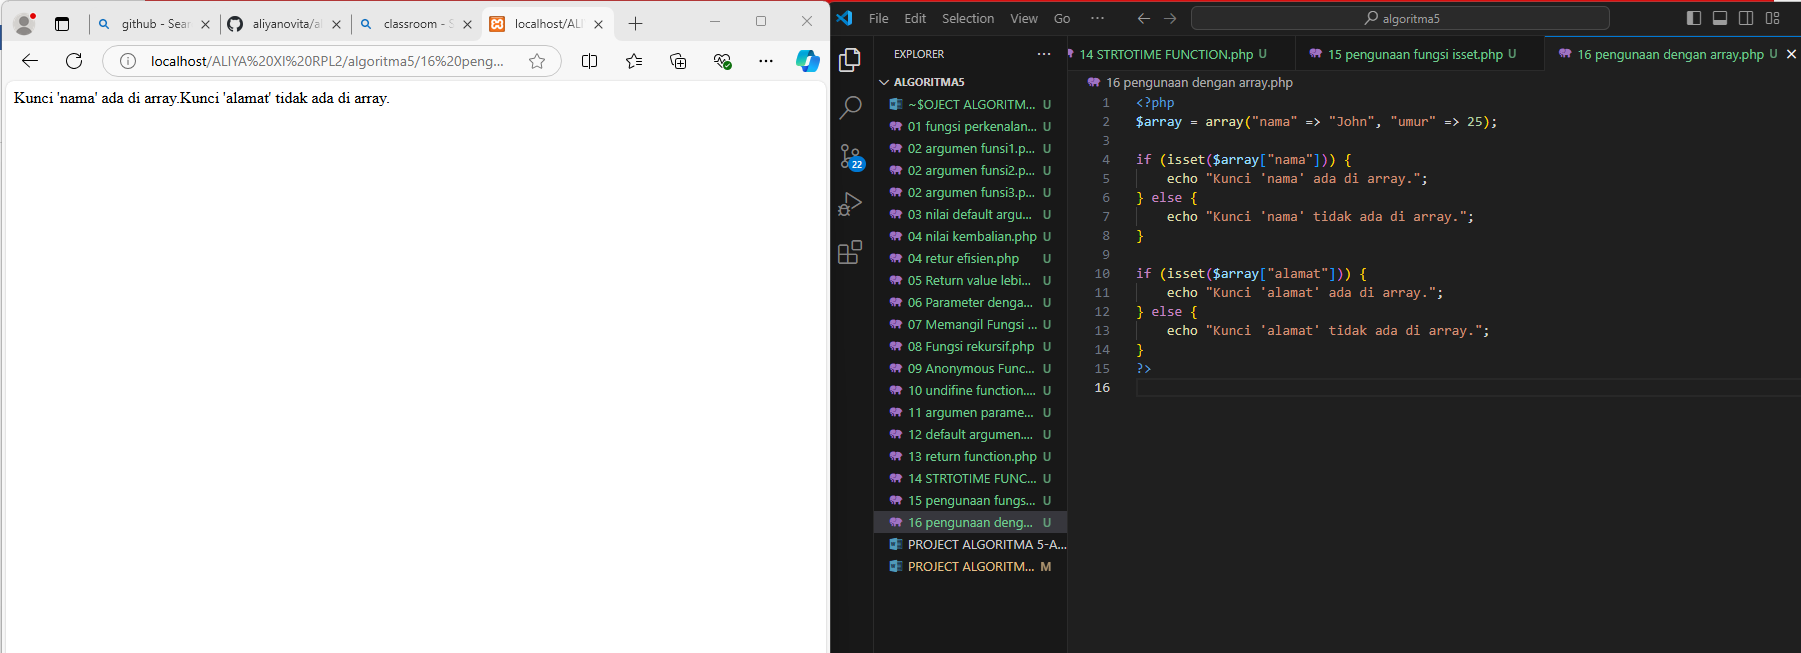 github - Sear
aliyanovita/al
classroom - S
localhost/ALI
localhost/ALIYA%20XI%20RPL2/algoritma5/16%20peng...
Kunci 'nama' ada di array.Kunci 'alamat' tidak ada di array.
File Edit Selection View Go ...
algoritma5
EXPLORER
ALGORITMA5
~$OJECT ALGORITM... U
01 fungsi perkenalan... U
02 argumen funsi1.p... U
02 argumen funsi2.p... U
02 argumen funsi3.p... U
03 nilai default argu... U
04 nilai kembalian.php U
04 retur efisien.php U
05 Return value lebi... U
06 Parameter denga... U
07 Memangil Fungsi ... U
08 Fungsi rekursif.php U
09 Anonymous Func... U
10 undifine function.... U
11 argumen parame... U
12 default argumen.... U
13 return function.php U
14 STRTOTIME FUNC... U
15 pengunaan fungs... U
16 pengunaan deng... U
PROJECT ALGORITMA 5-A...
PROJECT ALGORITM... M
22
14 STRTOTIME FUNCTION.php U
15 pengunaan fungsi isset.php U
16 pengunaan dengan array.php U
16 pengunaan dengan array.php
1 <?php
2 $array = array("nama" => "John", "umur" => 25);
3
4 if (isset($array["nama"])) {
5 echo "Kunci 'nama' ada di array.";
6 } else {
7 echo "Kunci 'nama' tidak ada di array.";
8 }
9
10 if (isset($array["alamat"])) {
11 echo "Kunci 'alamat' ada di array.";
12 } else {
13 echo "Kunci 'alamat' tidak ada di array.";
14 }
15 ?>
16